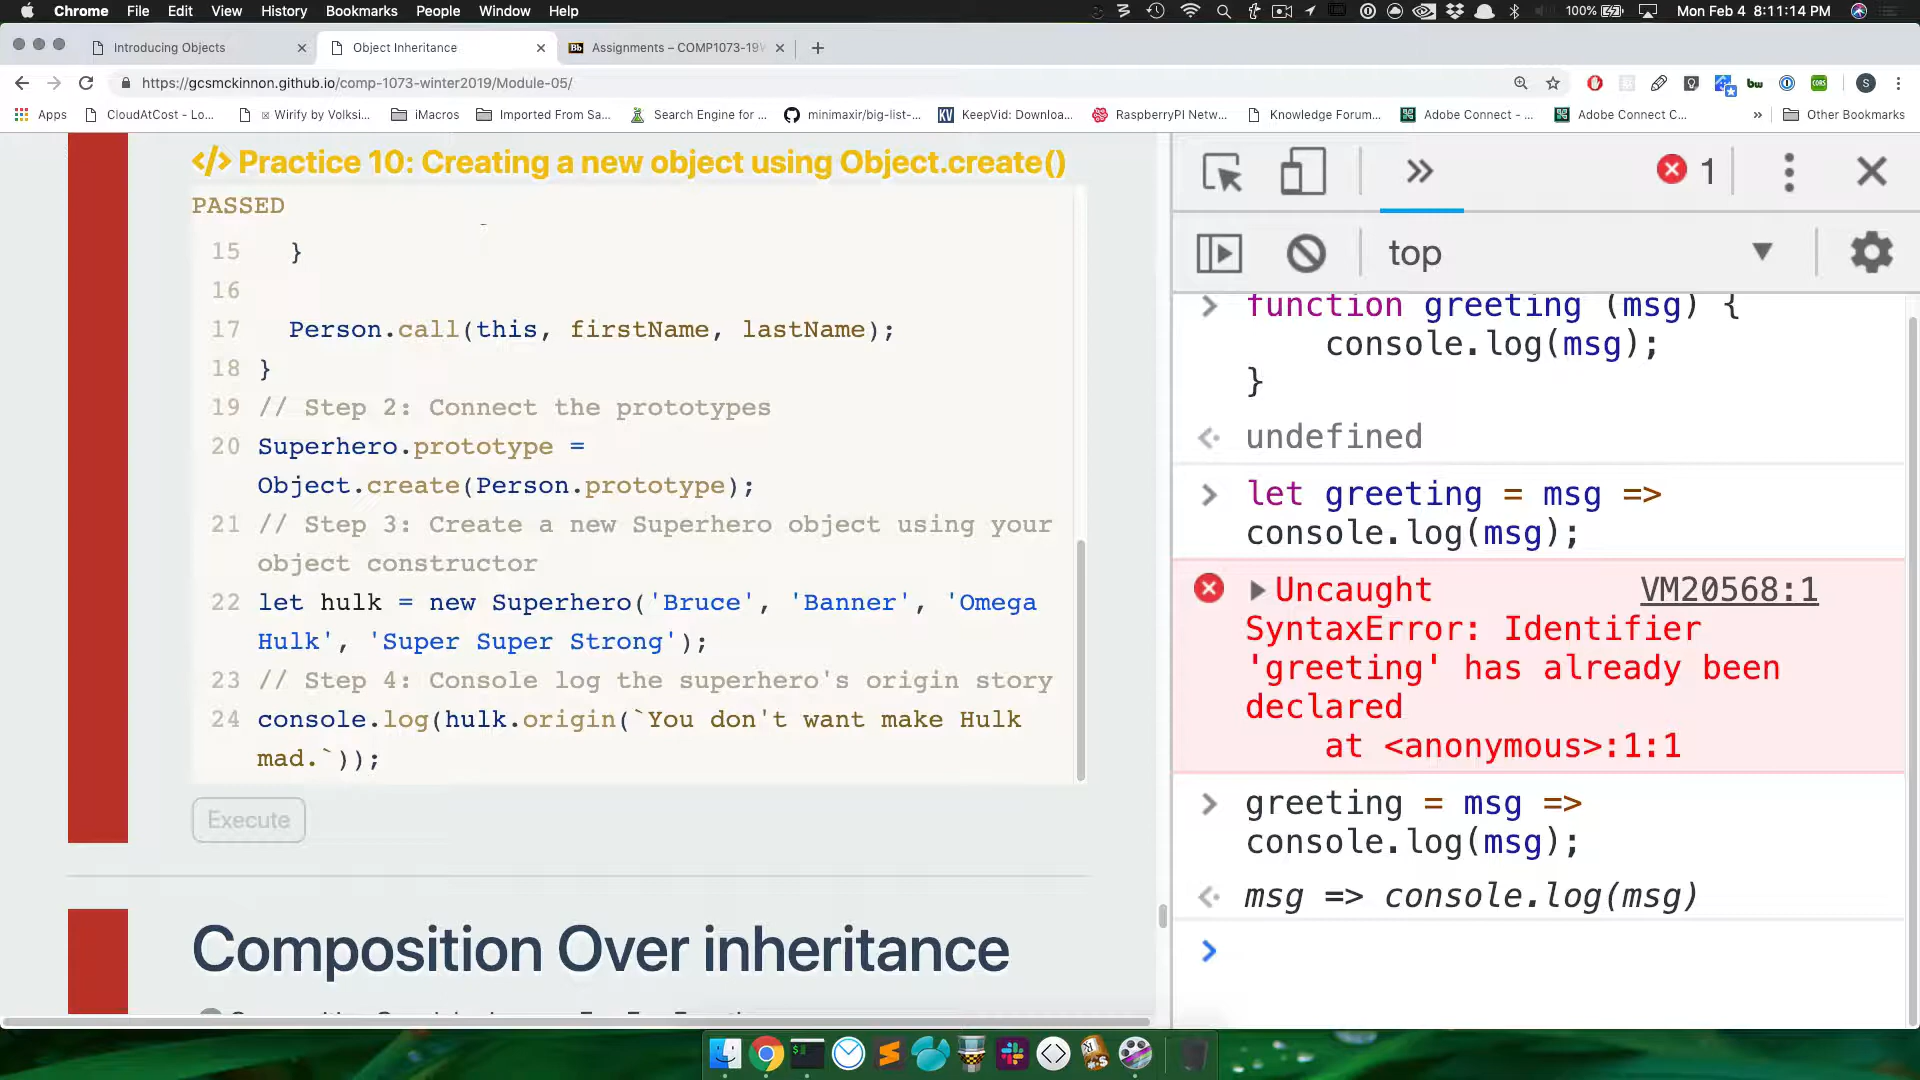 Chrome File Edit View History Bookmarks People Window Help 100% Mon Feb 4 8:11:14 PM
Introducing Objects Object Inheritance Bb Assignments – COMP1073-19W
https://gcsmckinnon.github.io/comp-1073-winter2019/Module-05/
Apps CloudAtCost - Lo... Wirify by Volksi... iMacros Imported From Sa... Search Engine for ... minimaxir/big-list-... KV KeepVid: Downloa... RaspberryPI Netw... Knowledge Forum... Adobe Connect - ... Adobe Connect C... » Other Bookmarks
</> Practice 10: Creating a new object using Object.create()
PASSED
15 }
16
17 Person.call(this, firstName, lastName);
18 }
19 // Step 2: Connect the prototypes
20 Superhero.prototype =
Object.create(Person.prototype);
21 // Step 3: Create a new Superhero object using your
object constructor
22 let hulk = new Superhero('Bruce', 'Banner', 'Omega
Hulk', 'Super Super Strong');
23 // Step 4: Console log the superhero's origin story
24 console.log(hulk.origin(`You don't want make Hulk
mad.`));
Execute
Composition Over inheritance
1
top
function greeting (msg) {
console.log(msg);
}
undefined
let greeting = msg =>
console.log(msg);
Uncaught VM20568:1
SyntaxError: Identifier
'greeting' has already been
declared
at <anonymous>:1:1
greeting = msg =>
console.log(msg);
msg => console.log(msg)